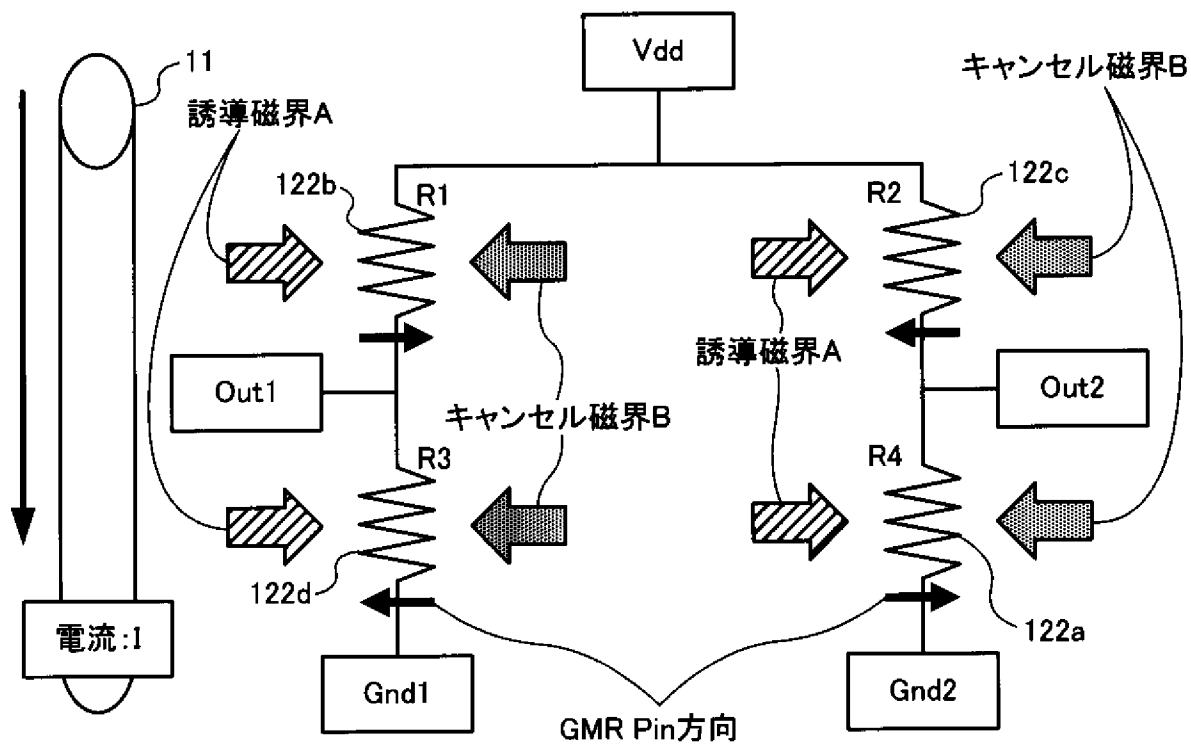 Vdd
11
キャンセル磁界B
誘導磁界A
122b
R1
R2
122c
誘導磁界A
Out1
Out2
キャンセル磁界B
R3
R4
122d
122a
電流:I
Gnd1
Gnd2
GMR Pin方向